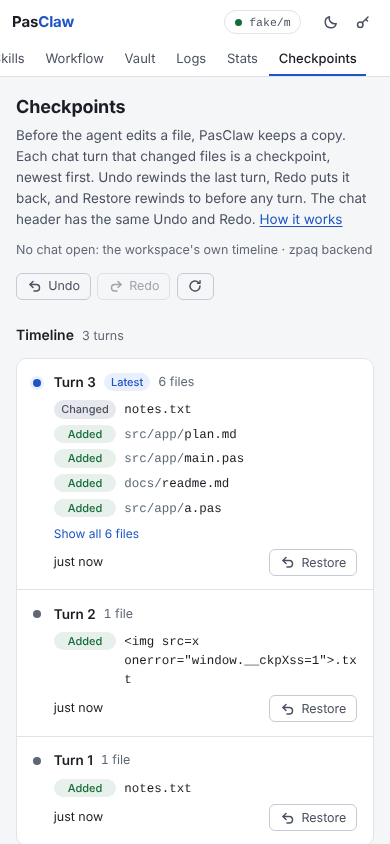 PasClaw
fake/m
kills Workflow Vault Logs Stats Checkpoints
Checkpoints
Before the agent edits a file, PasClaw keeps a copy.
Each chat turn that changed files is a checkpoint,
newest first. Undo rewinds the last turn, Redo puts it
back, and Restore rewinds to before any turn. The chat
header has the same Undo and Redo. How it works
No chat open: the workspace's own timeline · zpaq backend
Undo Redo
Timeline 3 turns
Turn 3 Latest 6 files
Changed notes.txt
Added src/app/plan.md
Added src/app/main.pas
Added docs/readme.md
Added src/app/a.pas
Show all 6 files
just now Restore
Turn 2 1 file
Added <img src=x
onerror="window.__ckpXss=1">.tx
t
just now Restore
Turn 1 1 file
Added notes.txt
just now Restore